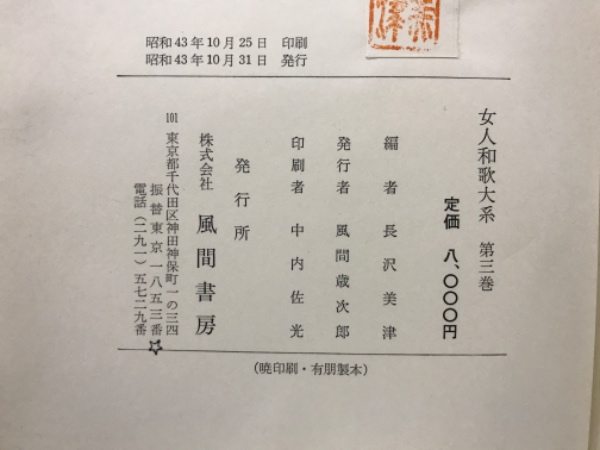 昭和43年10月25日 印刷
昭和43年10月31日 発行
女人和歌大系 第三巻
定価 八、〇〇〇円
編者 長沢美津
発行者 風間歳次郎
印刷者 中内佐光
発行所
株式会社 風間書房
101 東京都千代田区神田神保町一の三四
振替東京一八五三番
電話(二九一)五七二九番
(暁印刷・有朋製本)